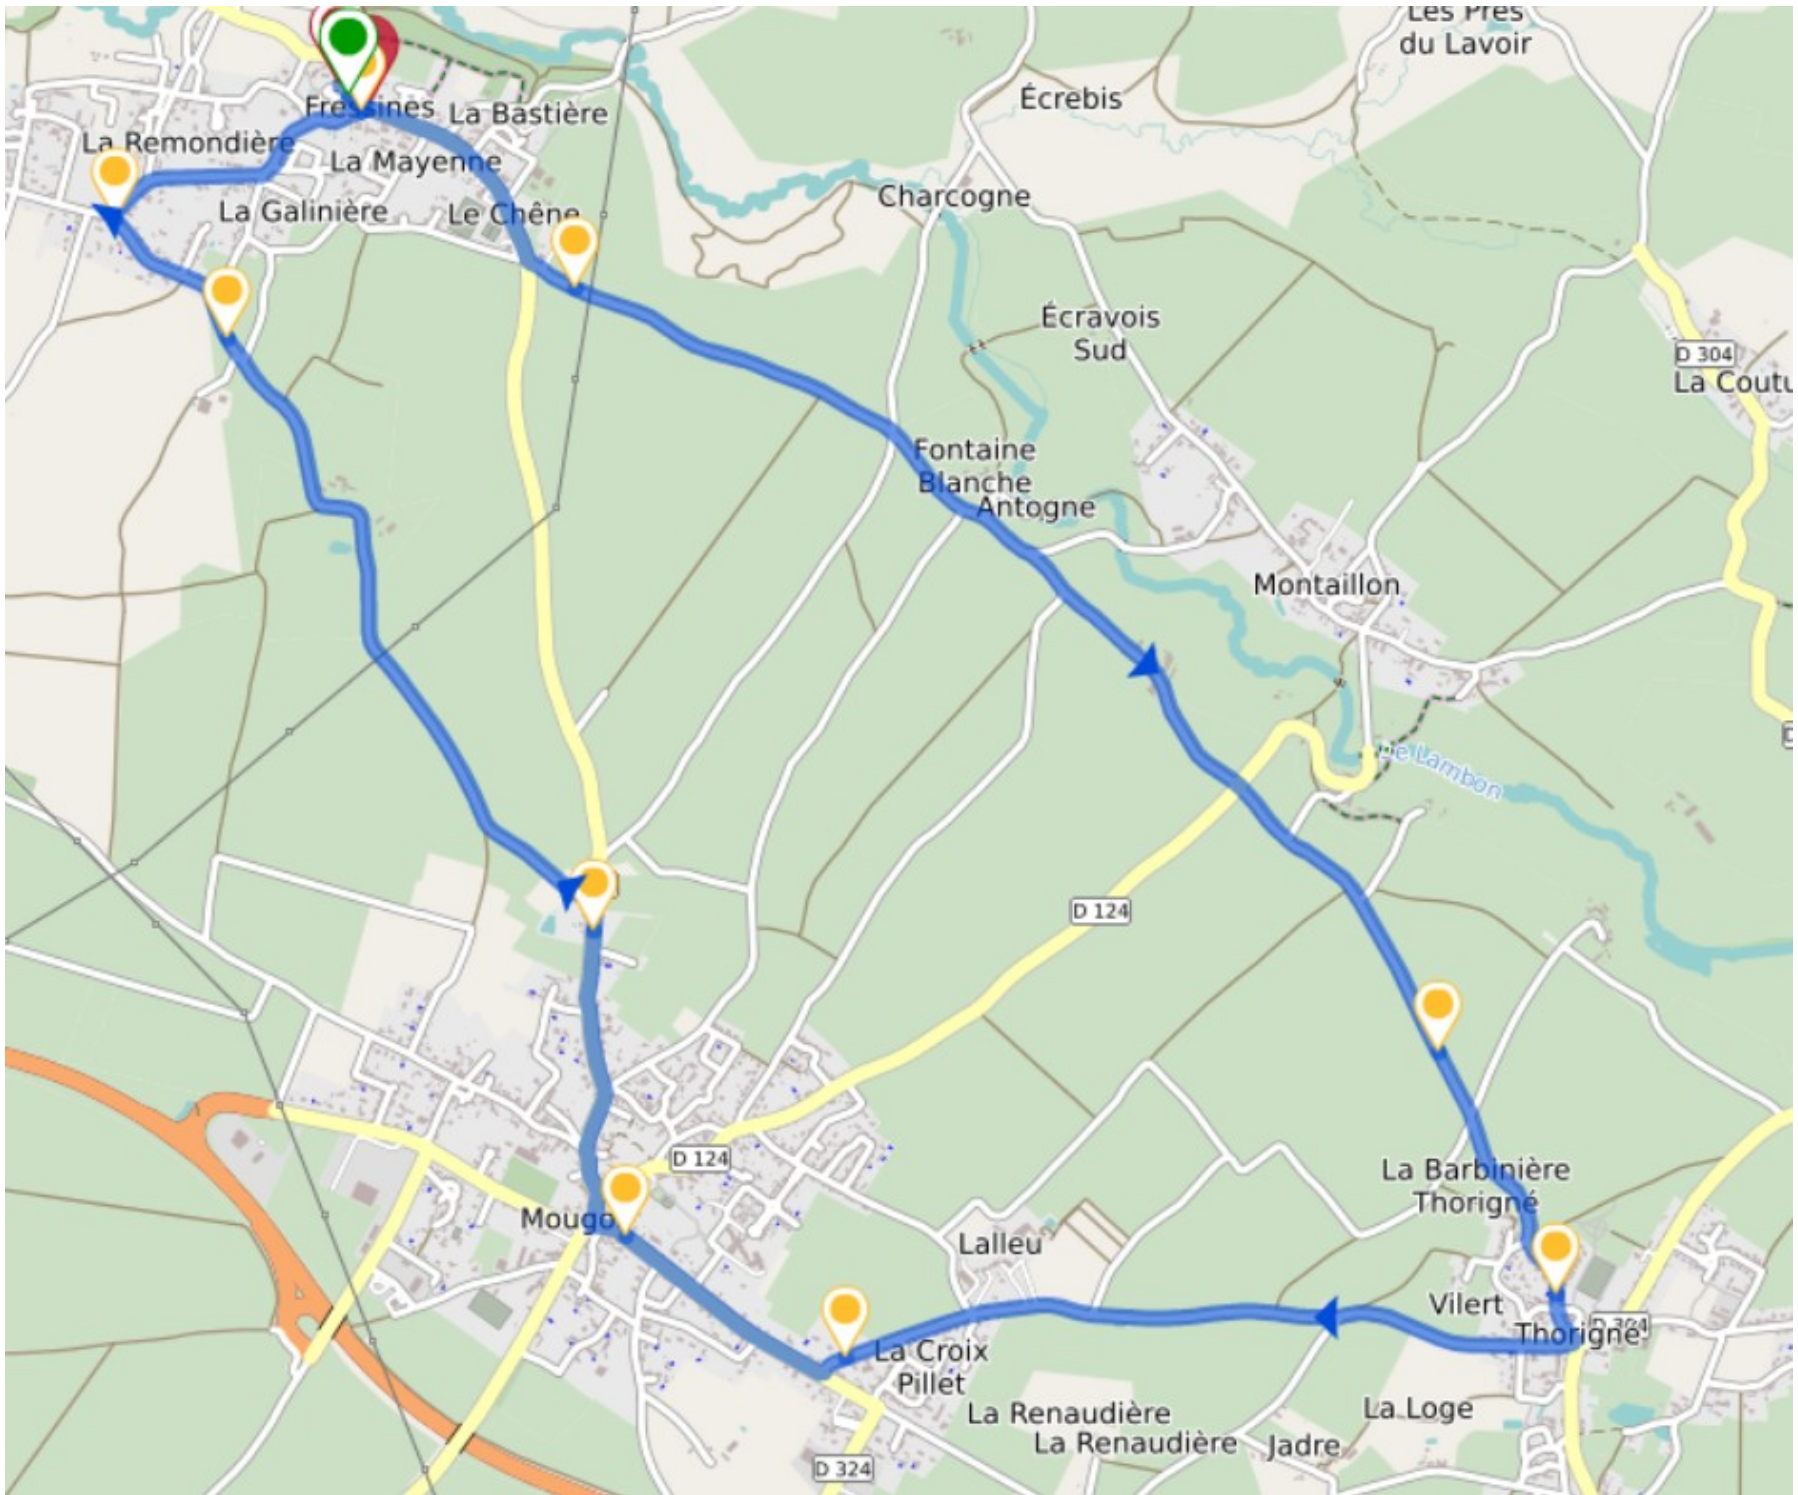 Les Prés
du Lavoir
Écrebis
Fressines
La Bastière
La Remondière
La Mayenne
Charcogne
La Galinière
Le Chêne
Écravois
Sud
D 304
Fontaine
Blanche
Antogne
Montaillon
Le Lambon
D 124
D 124
La Barbinière
Thorigné
Lalleu
Vilert
D 304
Thorigné
La Croix
Pillet
La Renaudière
La Loge
La Renaudière
Jadre
D 324